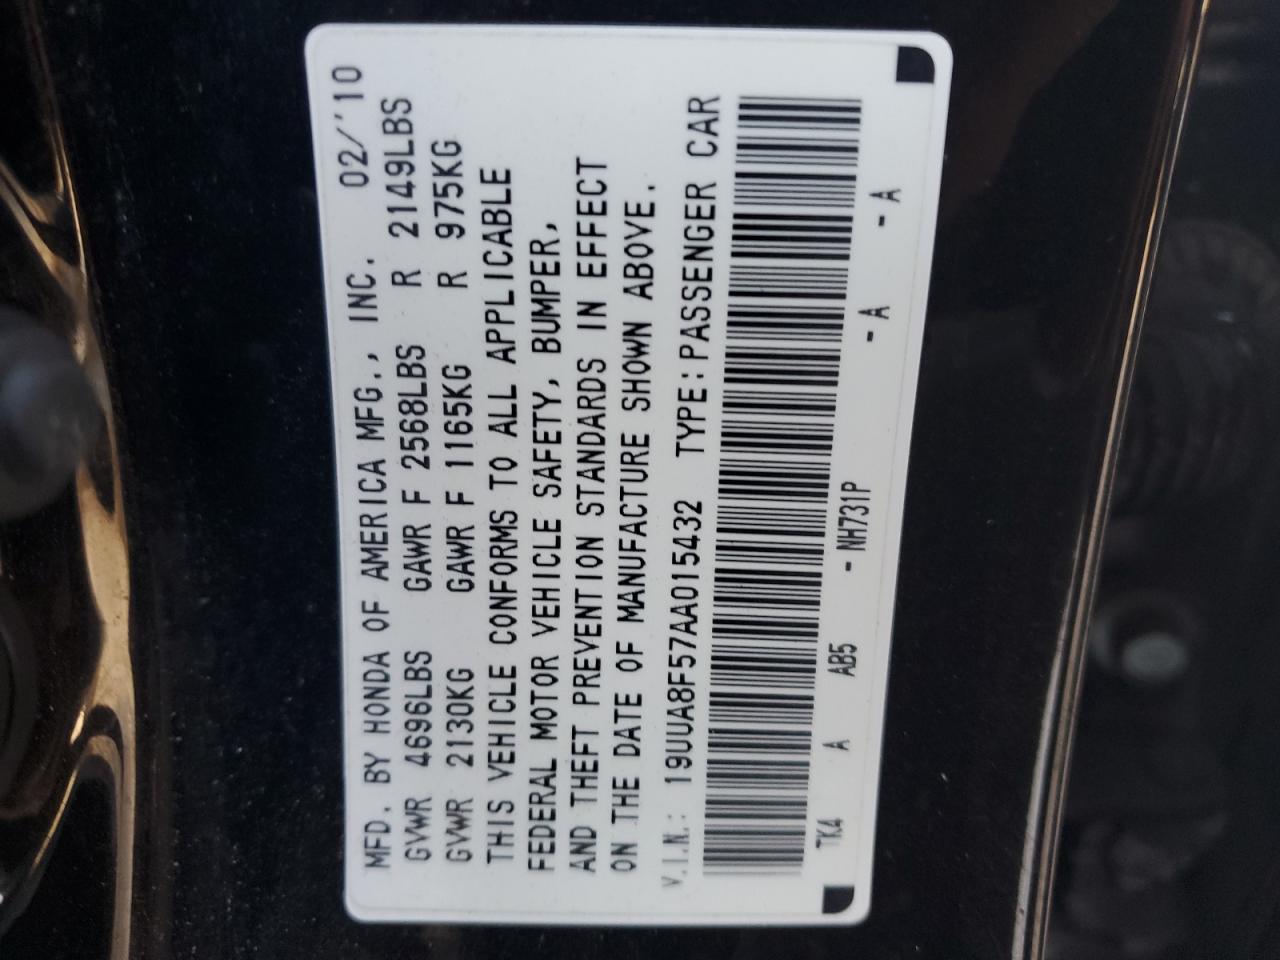 MFD. BY HONDA OF AMERICA MFG., INC. 02/'10
GVWR 4696LBS GAWR F 2568LBS R 2149LBS
GVWR 2130KG GAWR F 1165KG R 975KG
THIS VEHICLE CONFORMS TO ALL APPLICABLE
FEDERAL MOTOR VEHICLE SAFETY, BUMPER,
AND THEFT PREVENTION STANDARDS IN EFFECT
ON THE DATE OF MANUFACTURE SHOWN ABOVE.
V.I.N.: 19UUA8F57AA015432 TYPE:PASSENGER CAR
TK4 A AB5 - NH731P - A - A